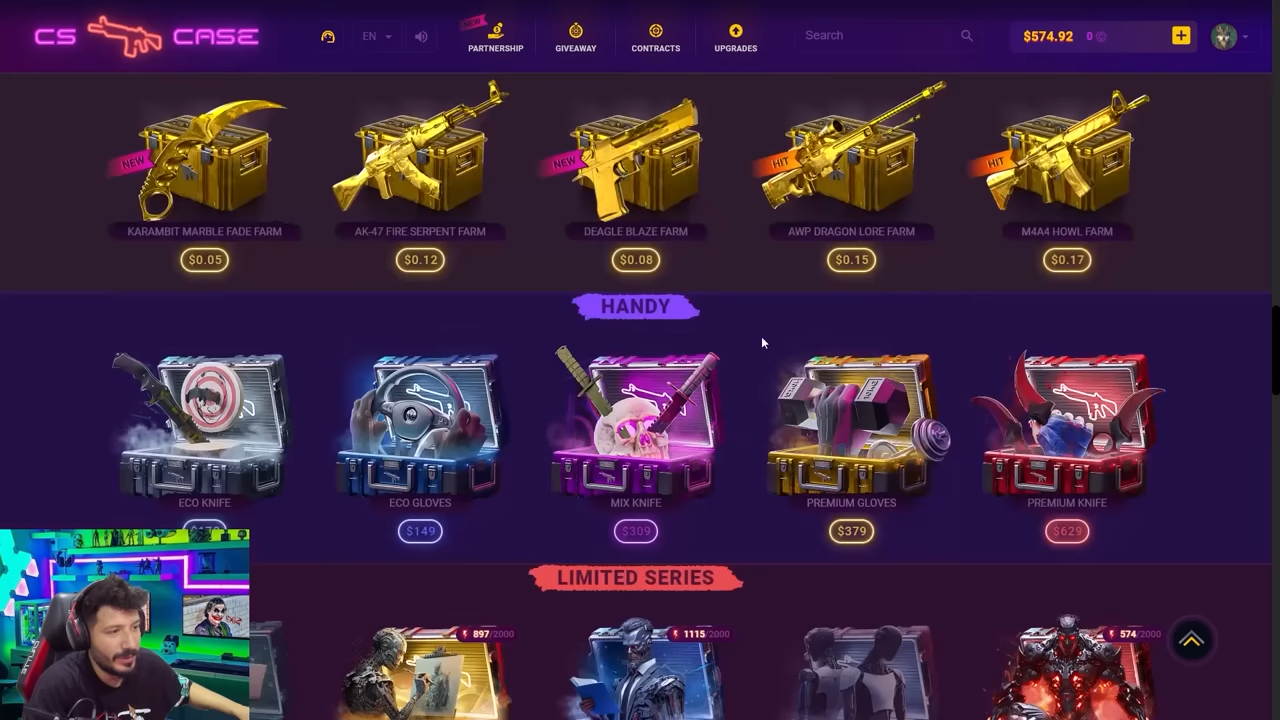 CS CASE
EN
NEW
PARTNERSHIP
GIVEAWAY
CONTRACTS
UPGRADES
Search
$574.92
0
NEW
NEW
HIT
HIT
KARAMBIT MARBLE FADE FARM
AK-47 FIRE SERPENT FARM
DEAGLE BLAZE FARM
AWP DRAGON LORE FARM
M4A4 HOWL FARM
$0.05
$0.12
$0.08
$0.15
$0.17
HANDY
ECO KNIFE
ECO GLOVES
MIX KNIFE
PREMIUM GLOVES
PREMIUM KNIFE
$149
$309
$379
$629
LIMITED SERIES
897/2000
1115/2000
574/2000